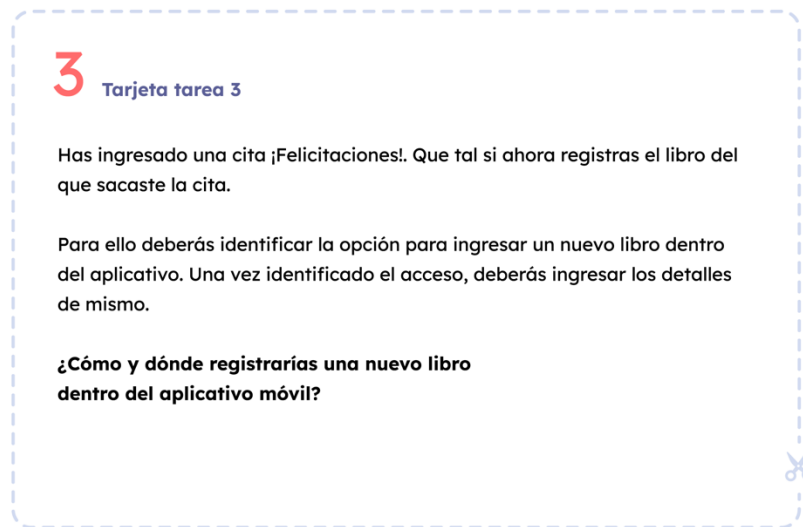 3 Tarjeta tarea 3
Has ingresado una cita ¡Felicitaciones!. Que tal si ahora registras el libro del
que sacaste la cita.
Para ello deberás identificar la opción para ingresar un nuevo libro dentro
del aplicativo. Una vez identificado el acceso, deberás ingresar los detalles
de mismo.
¿Cómo y dónde registrarías una nuevo libro
dentro del aplicativo móvil?